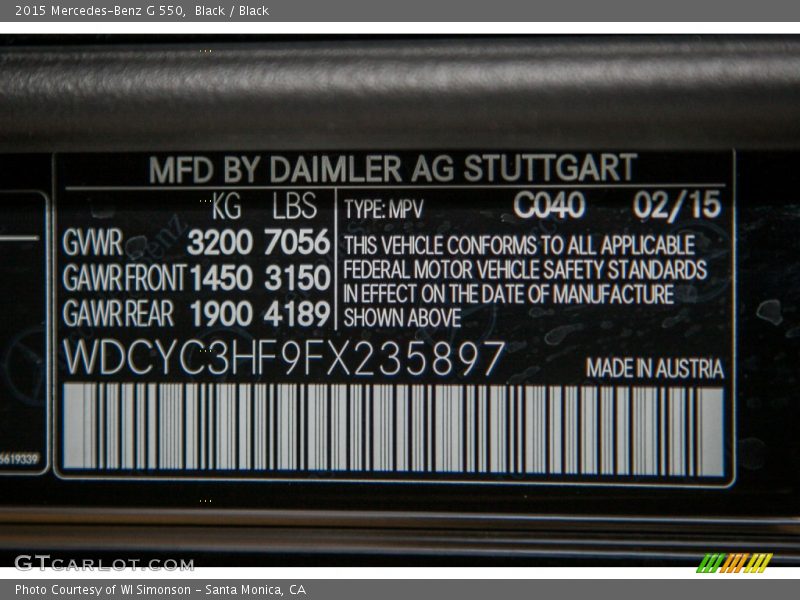 2015 Mercedes-Benz G 550,  Black / Black
MFD BY DAIMLER AG STUTTGART
KG LBS
GVWR 3200 7056
GAWR FRONT 1450 3150
GAWR REAR 1900 4189
TYPE: MPV C040 02/15
THIS VEHICLE CONFORMS TO ALL APPLICABLE
FEDERAL MOTOR VEHICLE SAFETY STANDARDS
IN EFFECT ON THE DATE OF MANUFACTURE
SHOWN ABOVE
WDCYC3HF9FX235897
MADE IN AUSTRIA
6619339
GTCARLOT.COM
Photo Courtesy of WI Simonson - Santa Monica, CA